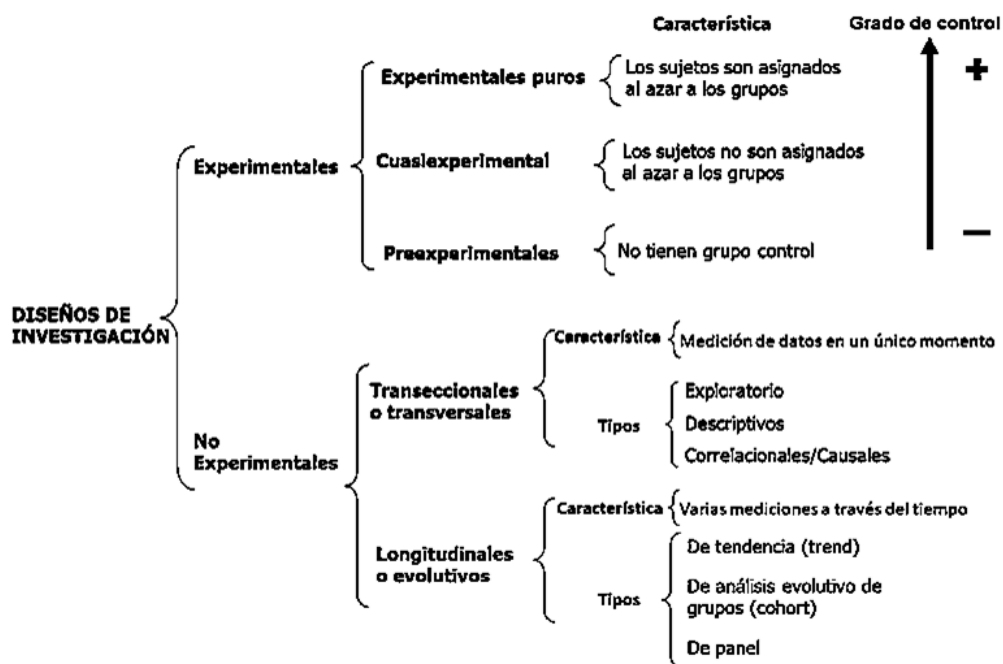 Característica
Grado de control
Experimentales puros
Los sujetos son asignados
al azar a los grupos
+
Experimentales
Cuasiexperimental
Los sujetos no son asignados
al azar a los grupos
Preexperimentales
No tienen grupo control
−
DISEÑOS DE
INVESTIGACIÓN
No
Experimentales
Transeccionales
o transversales
Característica
Medición de datos en un único momento
Tipos
Exploratorio
Descriptivos
Correlacionales/Causales
Longitudinales
o evolutivos
Característica
Varias mediciones a través del tiempo
Tipos
De tendencia (trend)
De análisis evolutivo de
grupos (cohort)
De panel